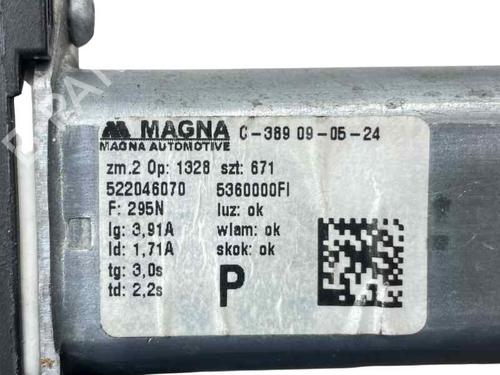 MAGNA C-389 09-05-24
MAGNA AUTOMOTIVE
zm.2 Op: 1328 szt: 671
522046070 5360000FI
F: 295N luz: ok
Ig: 3,91A wlam: ok
Id: 1,71A skok: ok
tg: 3,0s
td: 2,2s
P